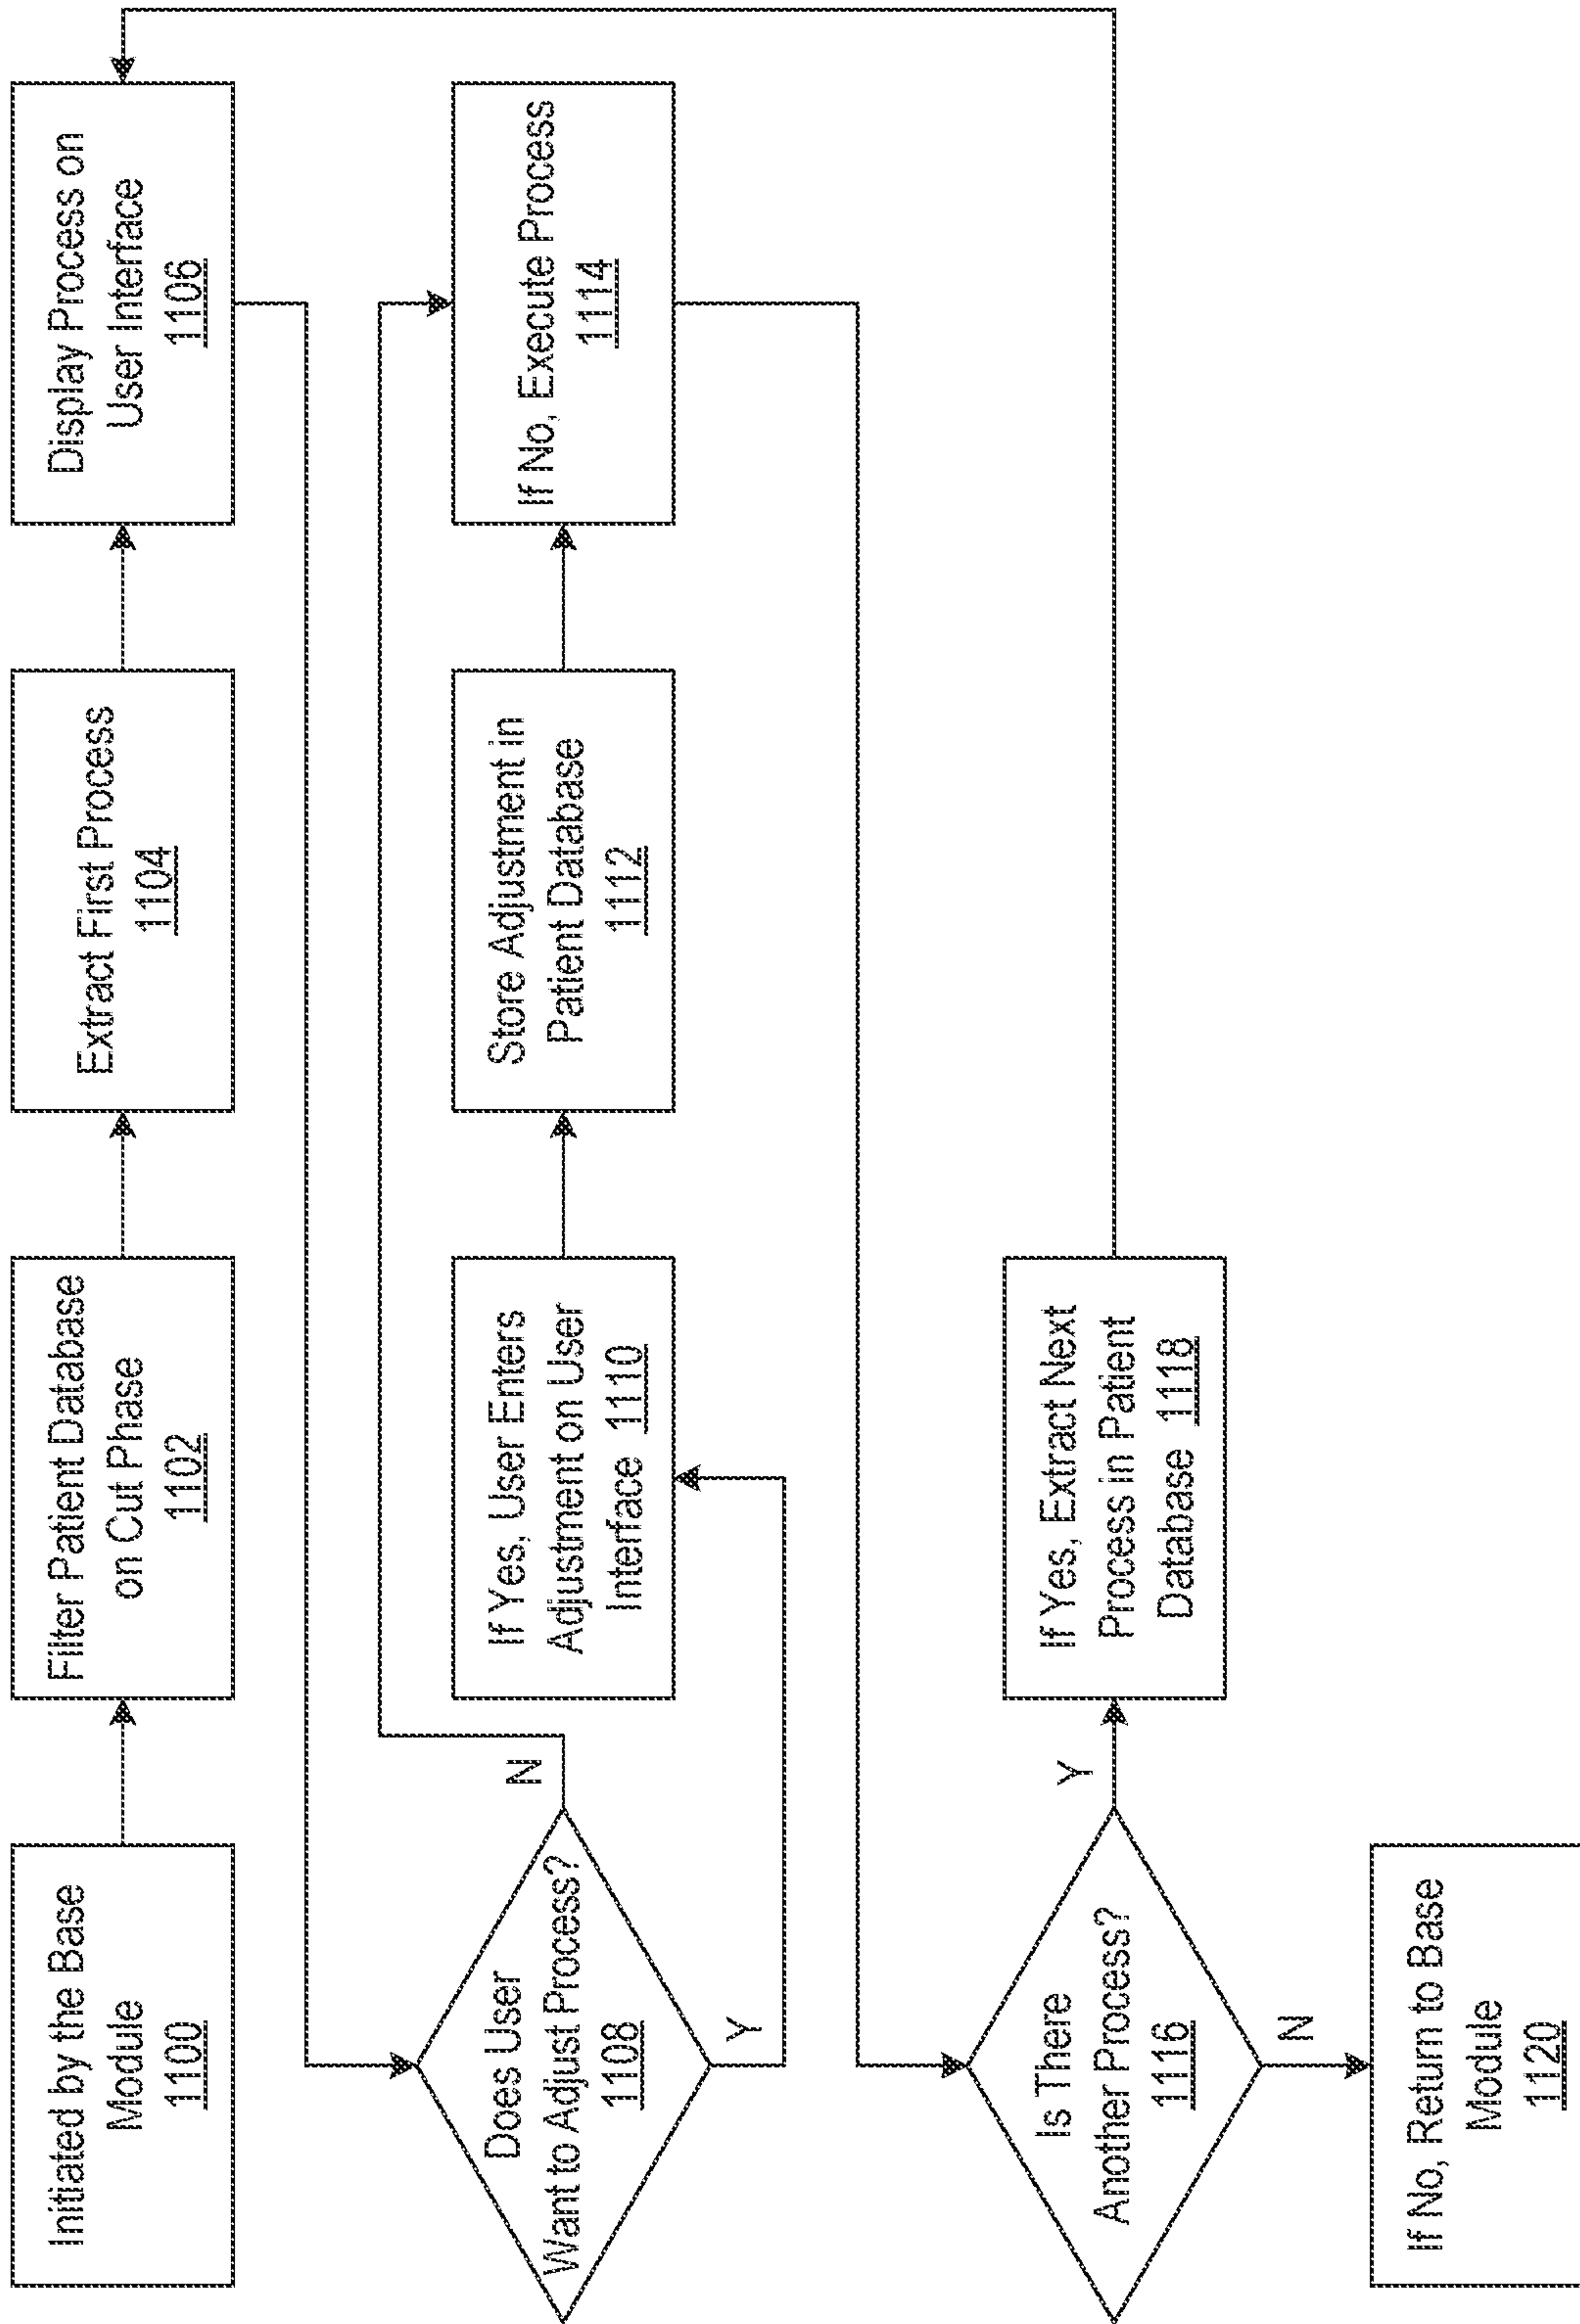 Initiated by the Base
Module
1100
Filter Patient Database
on Cut Phase
1102
Extract First Process
1104
Display Process on
User Interface
1106
Does User
Want to Adjust Process?
1108
N
Y
If Yes, User Enters
Adjustment on User
Interface 1110
Store Adjustment in
Patient Database
1112
If No, Execute Process
1114
Is There
Another Process?
1116
Y
N
If Yes, Extract Next
Process in Patient
Database 1118
If No, Return to Base
Module
1120